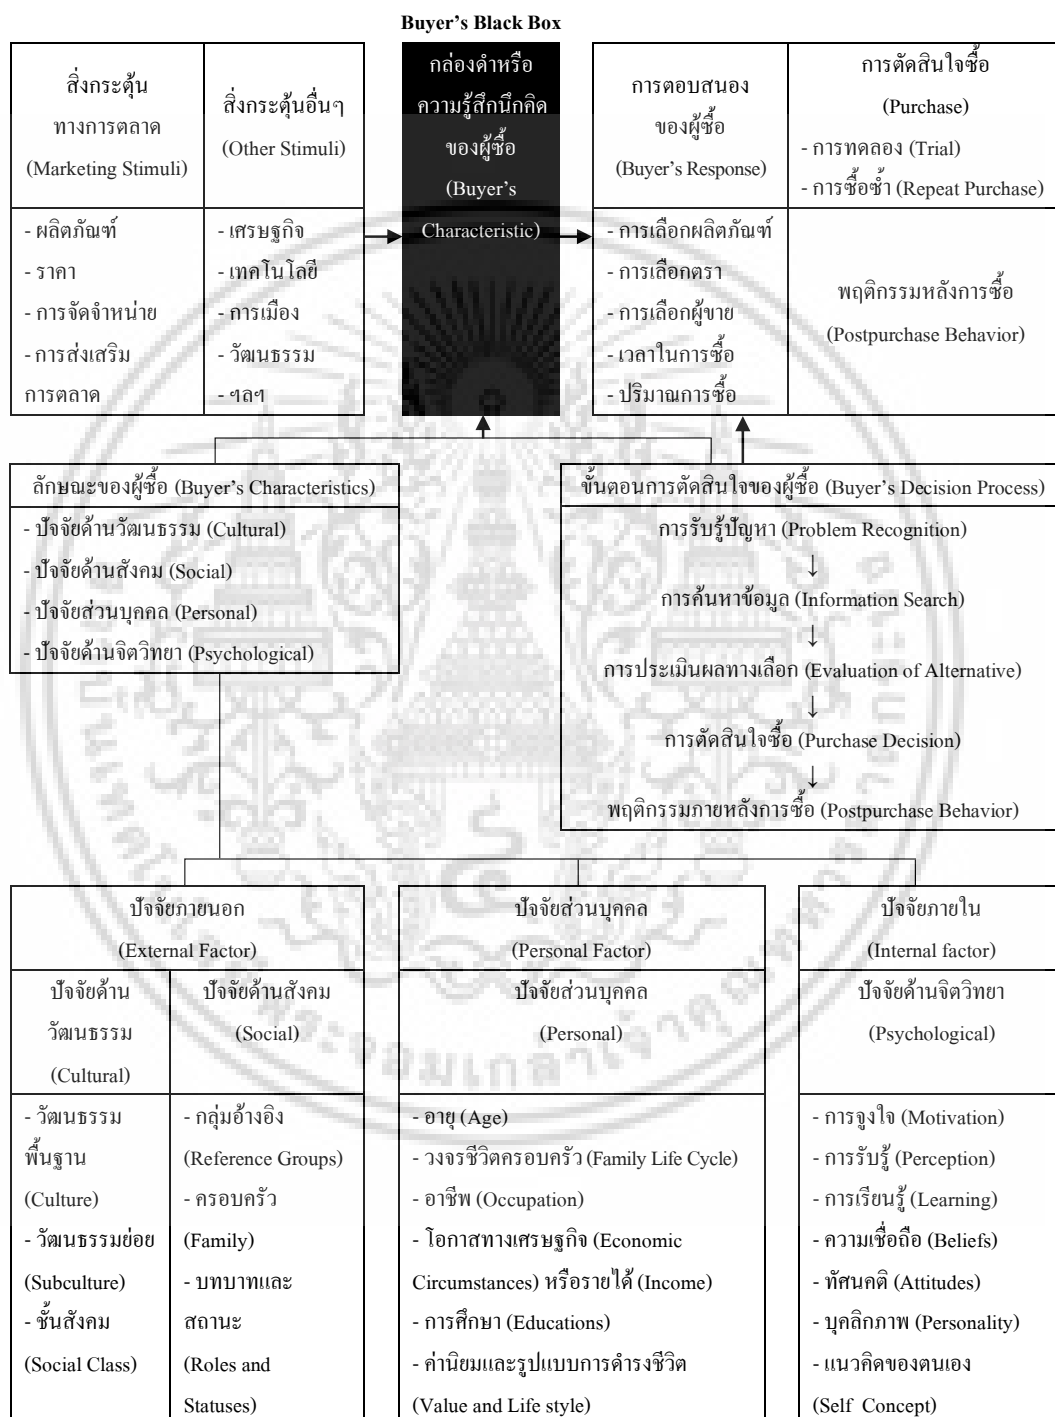 Buyer's Black Box
สิ่งกระตุ้น
ทางการตลาด
(Marketing Stimuli)
สิ่งกระตุ้นอื่นๆ
(Other Stimuli)
กล่องดำหรือ
ความรู้สึกนึกคิด
ของผู้ซื้อ
(Buyer's
Characteristic)
การตอบสนอง
ของผู้ซื้อ
(Buyer's Response)
การตัดสินใจซื้อ
(Purchase)
- การทดลอง (Trial)
- การซื้อซ้ำ (Repeat Purchase)
- ผลิตภัณฑ์
- ราคา
- การจัดจำหน่าย
- การส่งเสริม
การตลาด
- เศรษฐกิจ
- เทคโนโลยี
- การเมือง
- วัฒนธรรม
- ฯลฯ
- การเลือกผลิตภัณฑ์
- การเลือกตรา
- การเลือกผู้ขาย
- เวลาในการซื้อ
- ปริมาณการซื้อ
พฤติกรรมหลังการซื้อ
(Postpurchase Behavior)
ลักษณะของผู้ซื้อ (Buyer's Characteristics)
- ปัจจัยด้านวัฒนธรรม (Cultural)
- ปัจจัยด้านสังคม (Social)
- ปัจจัยส่วนบุคคล (Personal)
- ปัจจัยด้านจิตวิทยา (Psychological)
ขั้นตอนการตัดสินใจของผู้ซื้อ (Buyer's Decision Process)
การรับรู้ปัญหา (Problem Recognition)
↓
การค้นหาข้อมูล (Information Search)
↓
การประเมินผลทางเลือก (Evaluation of Alternative)
↓
การตัดสินใจซื้อ (Purchase Decision)
↓
พฤติกรรมภายหลังการซื้อ (Postpurchase Behavior)
ปัจจัยภายนอก
(External Factor)
ปัจจัยด้าน
วัฒนธรรม
(Cultural)
ปัจจัยด้านสังคม
(Social)
- วัฒนธรรม
พื้นฐาน
(Culture)
- วัฒนธรรมย่อย
(Subculture)
- ชั้นสังคม
(Social Class)
- กลุ่มอ้างอิง
(Reference Groups)
- ครอบครัว
(Family)
- บทบาทและ
สถานะ
(Roles and
Statuses)
ปัจจัยส่วนบุคคล
(Personal Factor)
ปัจจัยส่วนบุคคล
(Personal)
- อายุ (Age)
- วงจรชีวิตครอบครัว (Family Life Cycle)
- อาชีพ (Occupation)
- โอกาสทางเศรษฐกิจ (Economic
Circumstances) หรือรายได้ (Income)
- การศึกษา (Educations)
- ค่านิยมและรูปแบบการดำรงชีวิต
(Value and Life style)
ปัจจัยภายใน
(Internal factor)
ปัจจัยด้านจิตวิทยา
(Psychological)
- การจูงใจ (Motivation)
- การรับรู้ (Perception)
- การเรียนรู้ (Learning)
- ความเชื่อถือ (Beliefs)
- ทัศนคติ (Attitudes)
- บุคลิกภาพ (Personality)
- แนวคิดของตนเอง
(Self Concept)